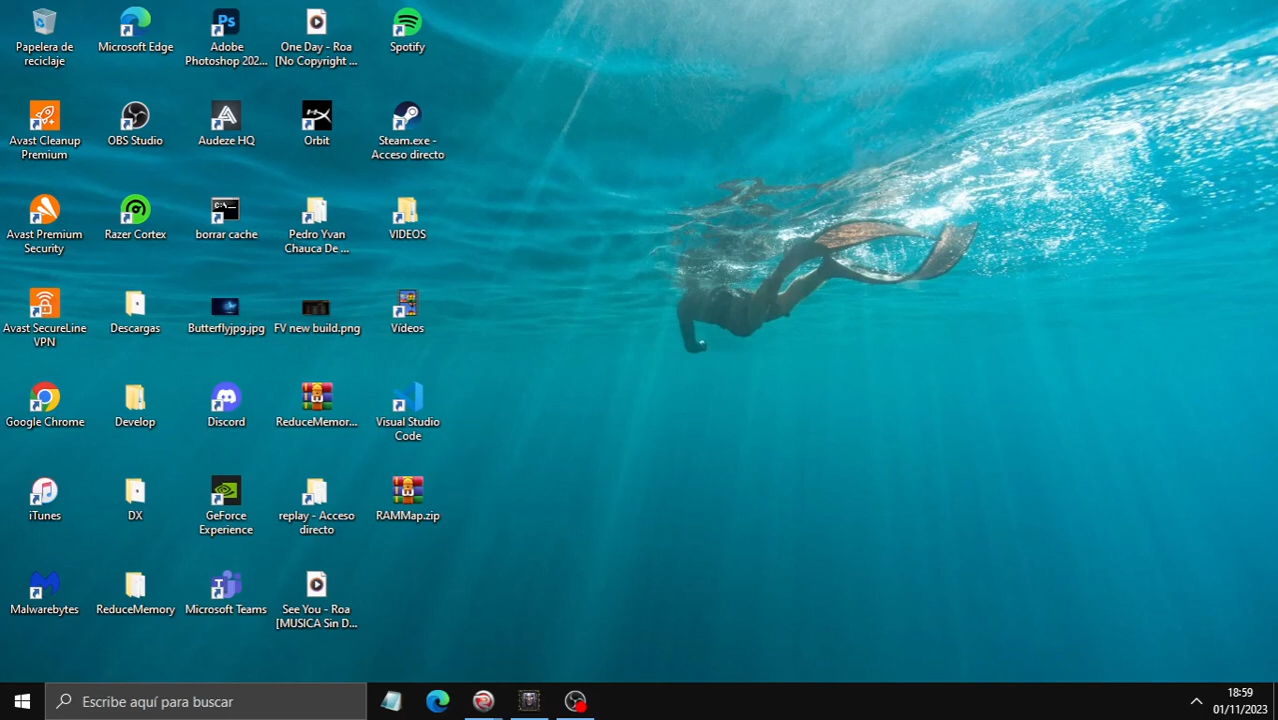 Papelera de
reciclaje
Microsoft Edge
Adobe
Photoshop 202...
One Day - Roa
[No Copyright ...
Spotify
Avast Cleanup
Premium
OBS Studio
Audeze HQ
Orbit
Steam.exe -
Acceso directo
Avast Premium
Security
Razer Cortex
borrar cache
Pedro Yvan
Chauca De ...
VIDEOS
Avast SecureLine
VPN
Descargas
Butterflyjpg.jpg
FV new build.png
Vídeos
Google Chrome
Develop
Discord
ReduceMemor...
Visual Studio
Code
iTunes
DX
GeForce
Experience
replay - Acceso
directo
RAMMap.zip
Malwarebytes
ReduceMemory
Microsoft Teams
See You - Roa
[MUSICA Sin D...
Escribe aquí para buscar
18:59
01/11/2023